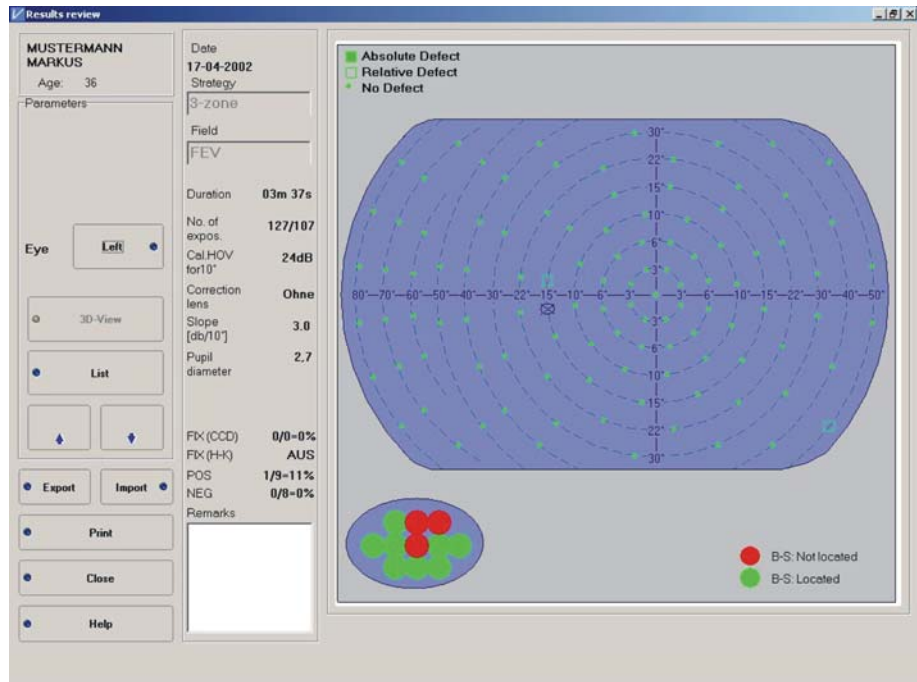 Results review
MUSTERMANN
MARKUS
Age: 36
Parameters
Eye
Left
3D-View
List
Export
Import
Print
Close
Help
Date
17-04-2002
Strategy
3-zone
Field
FEV
Duration 03m 37s
No. of
expos. 127/107
Cal.HOV
for10° 24dB
Correction
lens Ohne
Slope
[db/10°] 3.0
Pupil
diameter 2,7
FIX (CCD) 0/0=0%
FIX (H-K) AUS
POS 1/9=11%
NEG 0/8=0%
Remarks
Absolute Defect
Relative Defect
No Defect
30°
22°
15°
10°
6°
3°
80° 70° 60° 50° 40° 30° 22° 15° 10° 6° 3° 3° 6° 10° 15° 22° 30° 40° 50°
3°
6°
10°
15°
22°
30°
B-S: Not located
B-S: Located